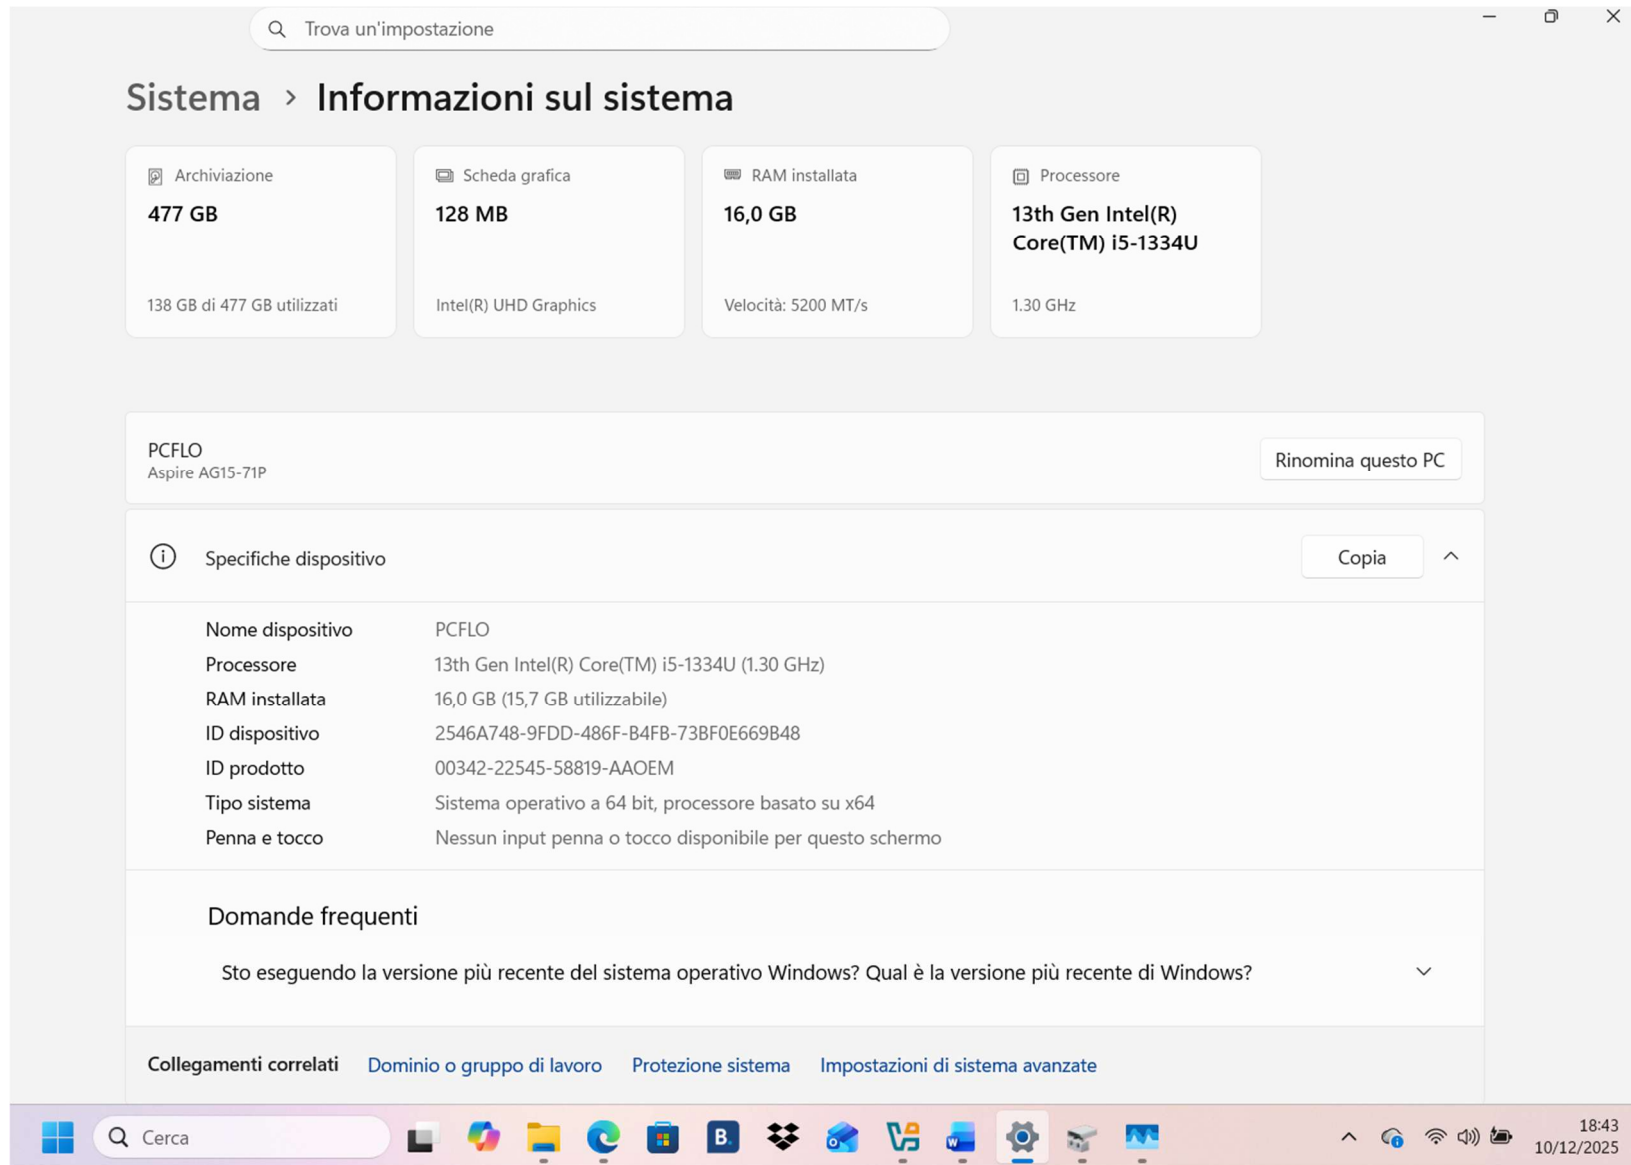 Trova un'impostazione
Sistema > Informazioni sul sistema
Archiviazione
477 GB
138 GB di 477 GB utilizzati
Scheda grafica
128 MB
Intel(R) UHD Graphics
RAM installata
16,0 GB
Velocità: 5200 MT/s
Processore
13th Gen Intel(R)
Core(TM) i5-1334U
1.30 GHz
PCFLO
Aspire AG15-71P
Rinomina questo PC
Specifiche dispositivo
Copia
Nome dispositivo PCFLO
Processore 13th Gen Intel(R) Core(TM) i5-1334U (1.30 GHz)
RAM installata 16,0 GB (15,7 GB utilizzabile)
ID dispositivo 2546A748-9FDD-486F-B4FB-73BF0E669B48
ID prodotto 00342-22545-58819-AAOEM
Tipo sistema Sistema operativo a 64 bit, processore basato su x64
Penna e tocco Nessun input penna o tocco disponibile per questo schermo
Domande frequenti
Sto eseguendo la versione più recente del sistema operativo Windows? Qual è la versione più recente di Windows?
Collegamenti correlati Dominio o gruppo di lavoro Protezione sistema Impostazioni di sistema avanzate
Cerca
B.
18:43
10/12/2025